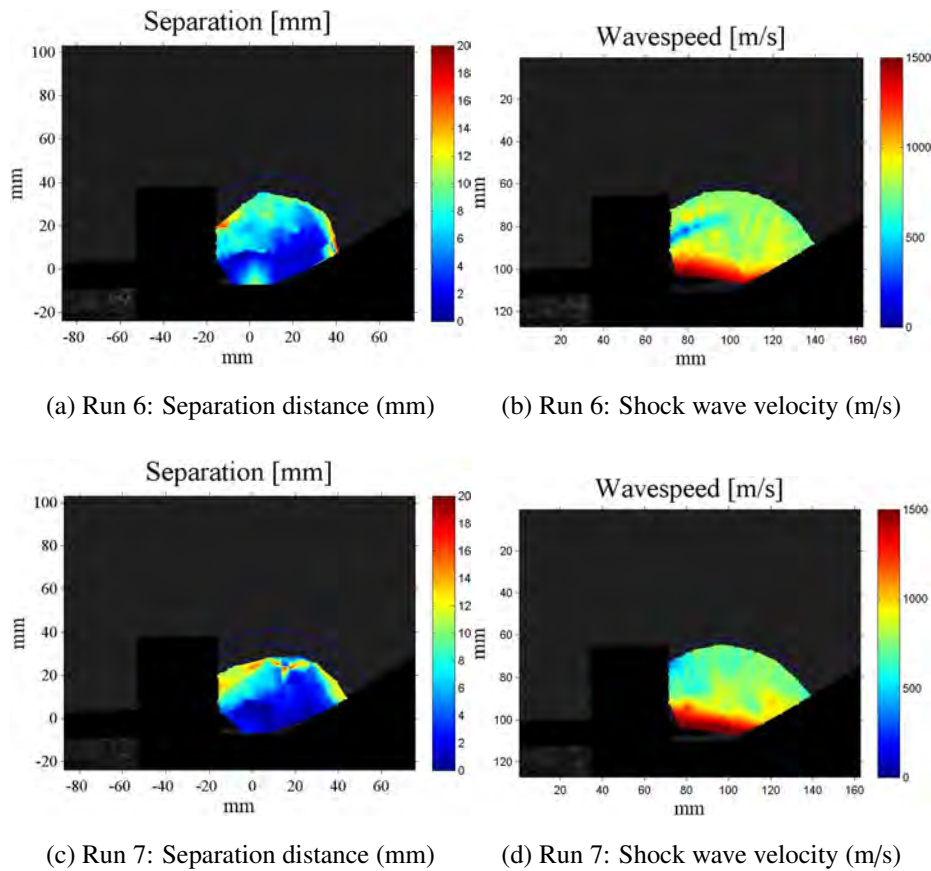 Separation [mm]
100
80
60
40
20
0
-20
mm
-80 -60 -40 -20 0 20 40 60
mm
20
18
16
14
12
10
8
6
4
2
0
Wavespeed [m/s]
20
40
60
80
100
120
mm
20 40 60 80 100 120 140 160
mm
1500
1000
500
0
(a) Run 6: Separation distance (mm)
(b) Run 6: Shock wave velocity (m/s)
Separation [mm]
100
80
60
40
20
0
-20
mm
-80 -60 -40 -20 0 20 40 60
mm
20
18
16
14
12
10
8
6
4
2
0
Wavespeed [m/s]
20
40
60
80
100
120
mm
20 40 60 80 100 120 140 160
mm
1500
1000
500
0
(c) Run 7: Separation distance (mm)
(d) Run 7: Shock wave velocity (m/s)